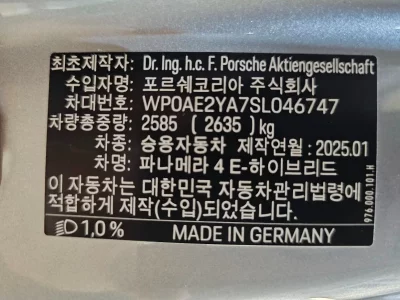 최초제작자: Dr. Ing. h.c. F. Porsche Aktiengesellschaft
수입자명: 포르쉐코리아 주식회사
차대번호: WP0AE2YA7SL046747
차량총중량: 2585 ( 2635) kg
차종: 승용자동차 제작연월: 2025.01
차명: 파나메라 4 E-하이브리드
이 자동차는 대한민국 자동차관리법령에
적합하게 제작(수입)되었습니다.
1,0% MADE IN GERMANY
976.000.101.H